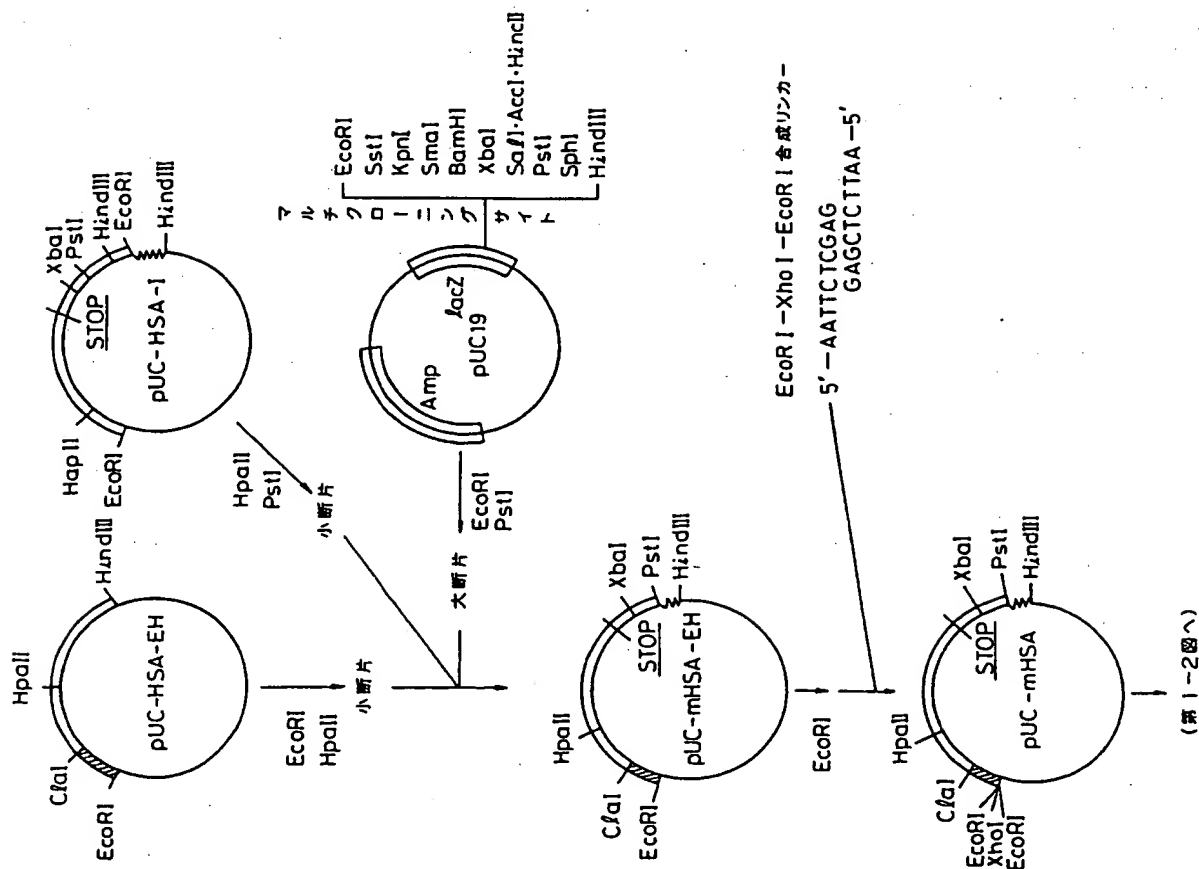 HpaII
ClaI
HindIII
EcoRI
pUC-HSA-EH
EcoRI
HpaII
小断片
XbaI
PstI
HindIII
EcoRI
HindIII
STOP
HapII
EcoRI
pUC-HSA-I
HpaII
PstI
小断片
Amp
lacZ
pUC19
マルチクローニングサイト
EcoRI
SstI
KpnI
SmaI
BamHI
XbaI
SalI・AccI・HincII
PstI
SphI
HindIII
EcoRI
PstI
大断片
HpaII
ClaI
EcoRI
XbaI
PstI
HindIII
STOP
pUC-mHSA-EH
EcoRI
EcoRI-XhoI-EcoRI合成リンカー
5'-AATTCTCGAG
GAGCTCTTAA-5'
HpaII
ClaI
EcoRI
XhoI
EcoRI
XbaI
PstI
HindIII
STOP
pUC-mHSA
(第1-2図へ)